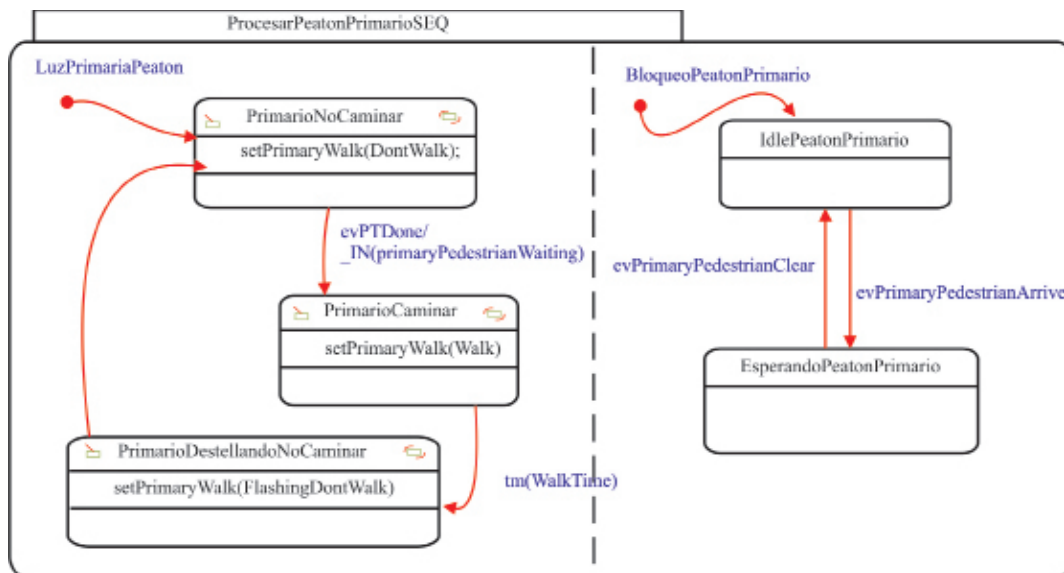 ProcesarPeatonPrimarioSEQ
LuzPrimariaPeaton
PrimarioNoCaminar
setPrimaryWalk(DontWalk);
evPTDone/
_IN(primaryPedestrianWaiting)
PrimarioCaminar
setPrimaryWalk(Walk)
PrimarioDestellandoNoCaminar
setPrimaryWalk(FlashingDontWalk)
tm(WalkTime)
BloqueoPeatonPrimario
IdlePeatonPrimario
evPrimaryPedestrianClear
evPrimaryPedestrianArrive
EsperandoPeatonPrimario